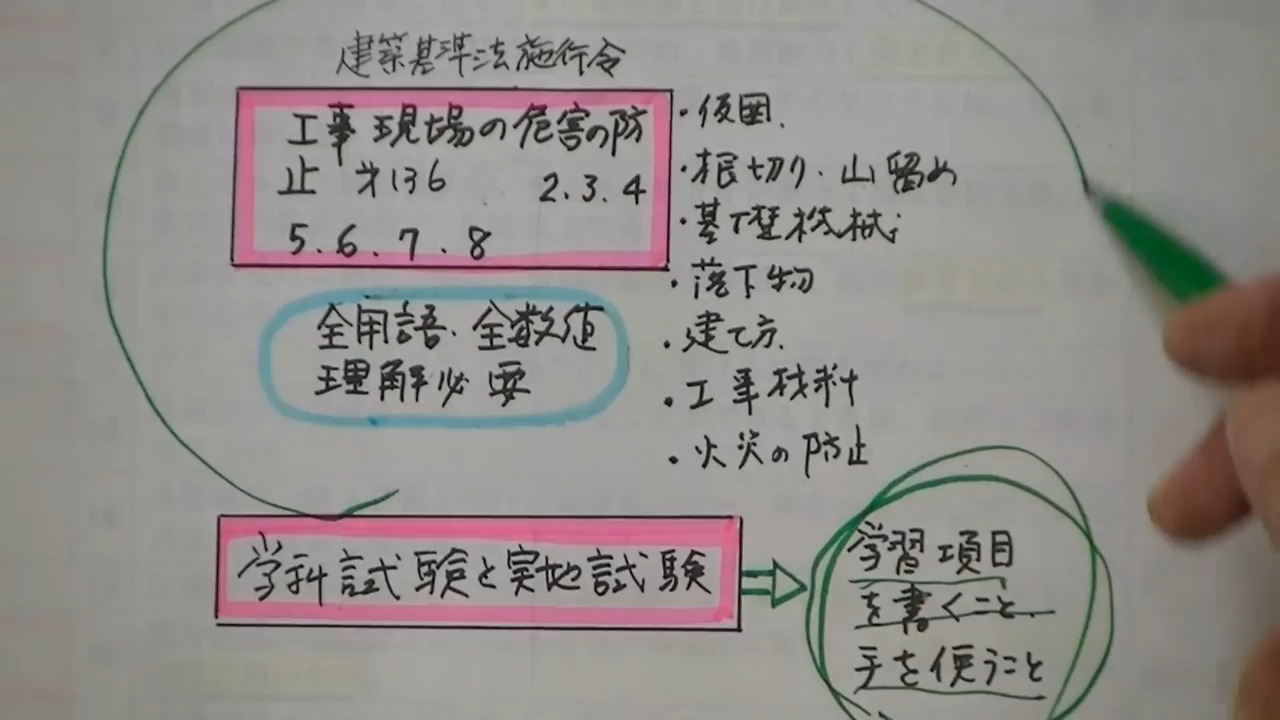 建築基準法施行令
工事現場の危害の防
止 才136 2.3.4
5.6.7.8
・仮囲.
・根切り.山留め
・基礎機械
・落下物
・建て方.
・工事材料
・火災の防止
全用語.全数値
理解必要
学科試験と実地試験
学習項目
を書くこと.
手を使うこと